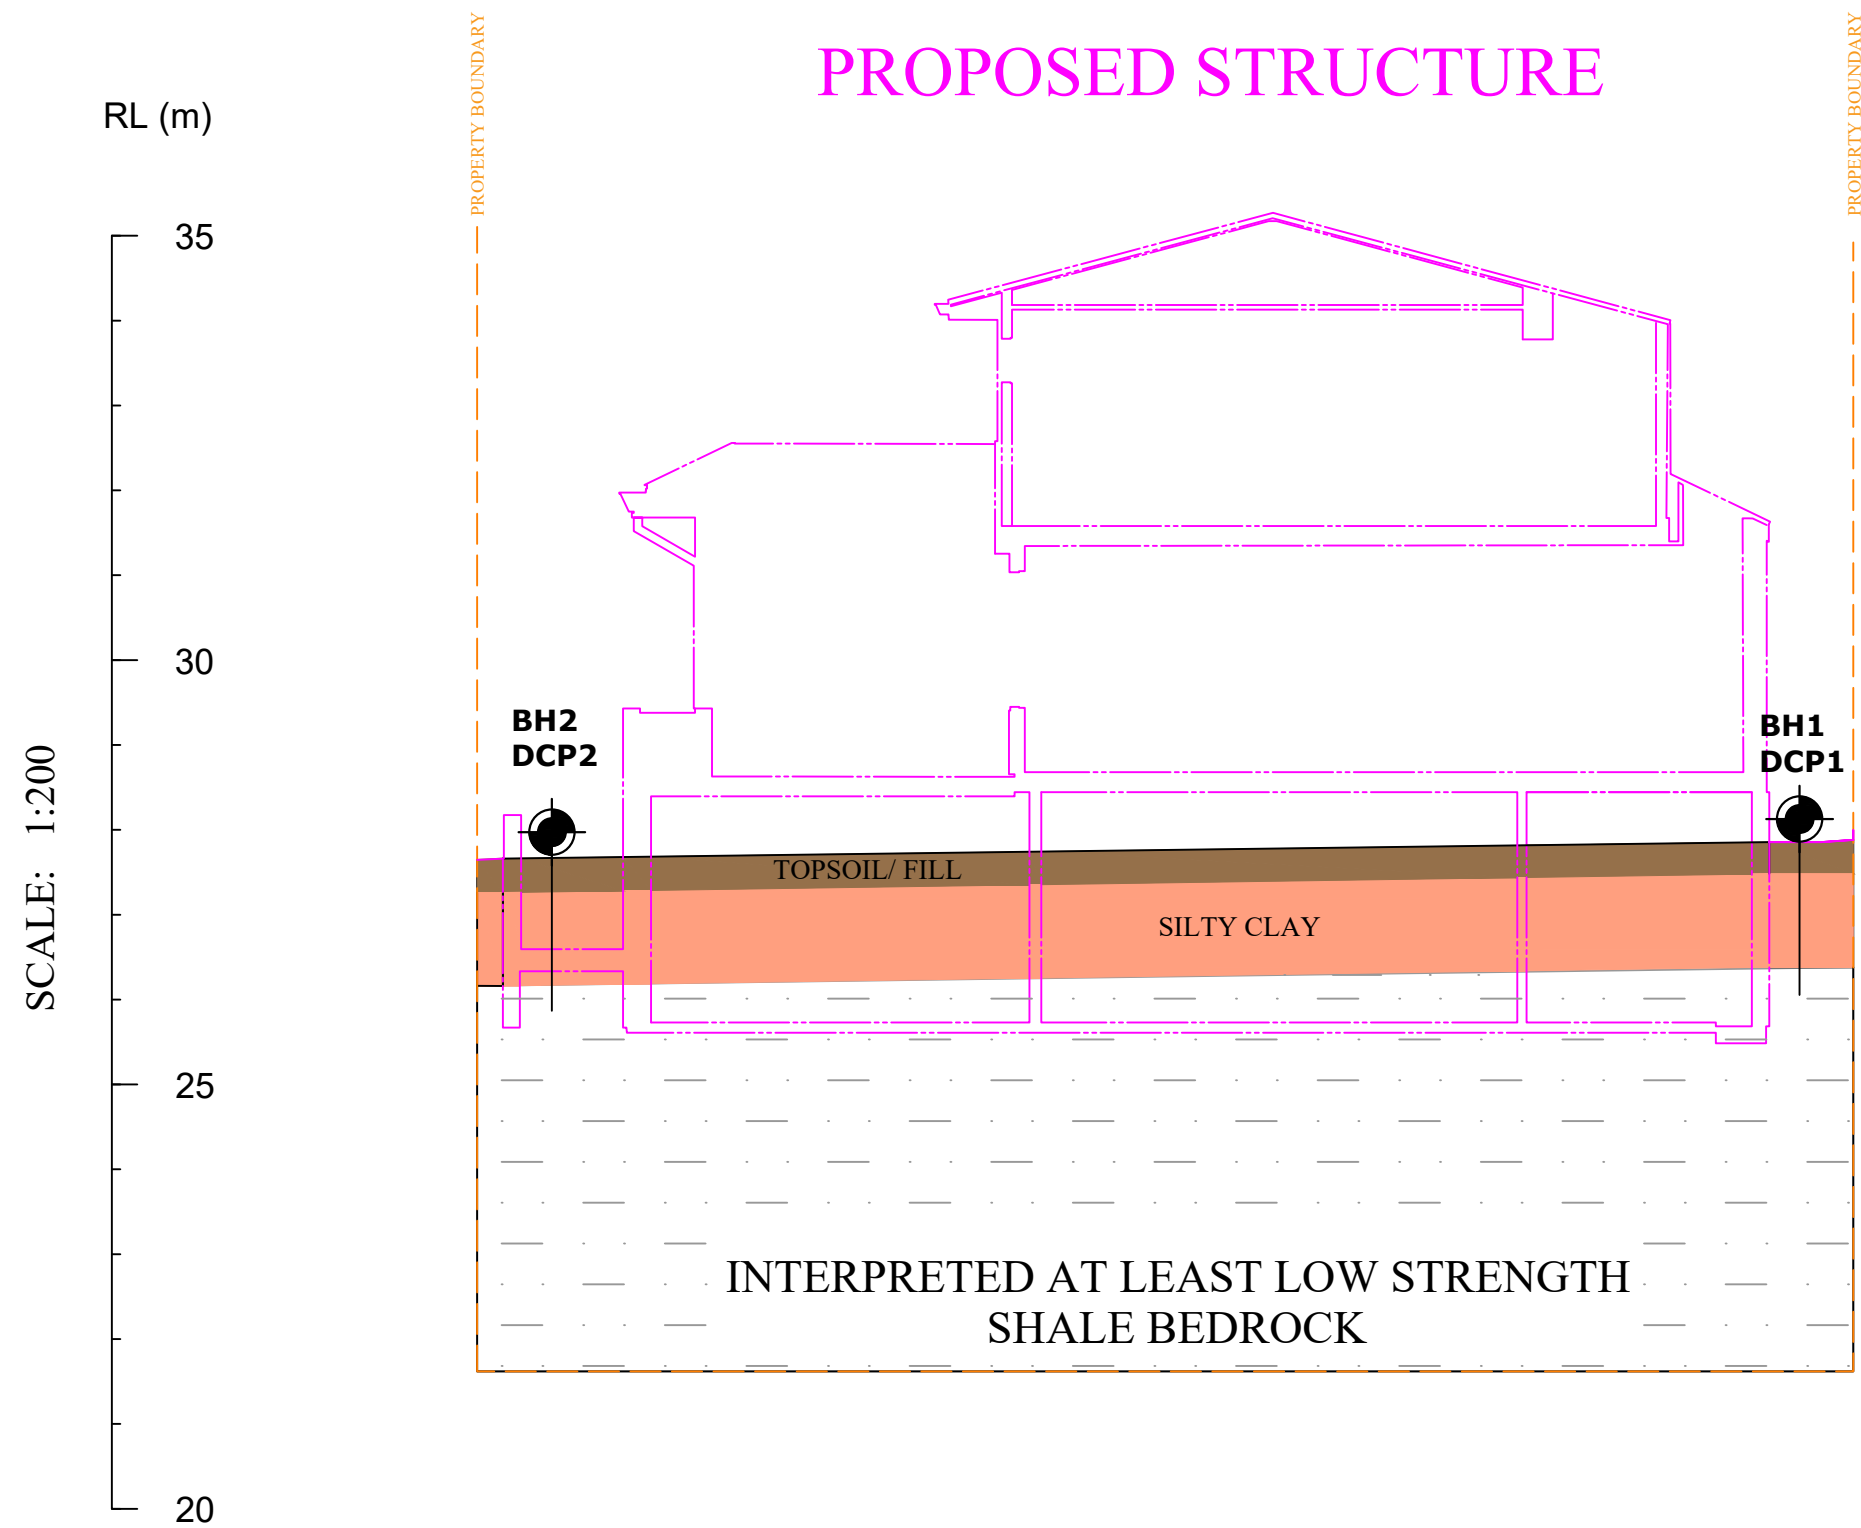 PROPERTY BOUNDARY
PROPOSED STRUCTURE
PROPERTY BOUNDARY
RL (m)
35
30
25
20
SCALE: 1:200
BH2
DCP2
BH1
DCP1
TOPSOIL/ FILL
SILTY CLAY
INTERPRETED AT LEAST LOW STRENGTH
SHALE BEDROCK